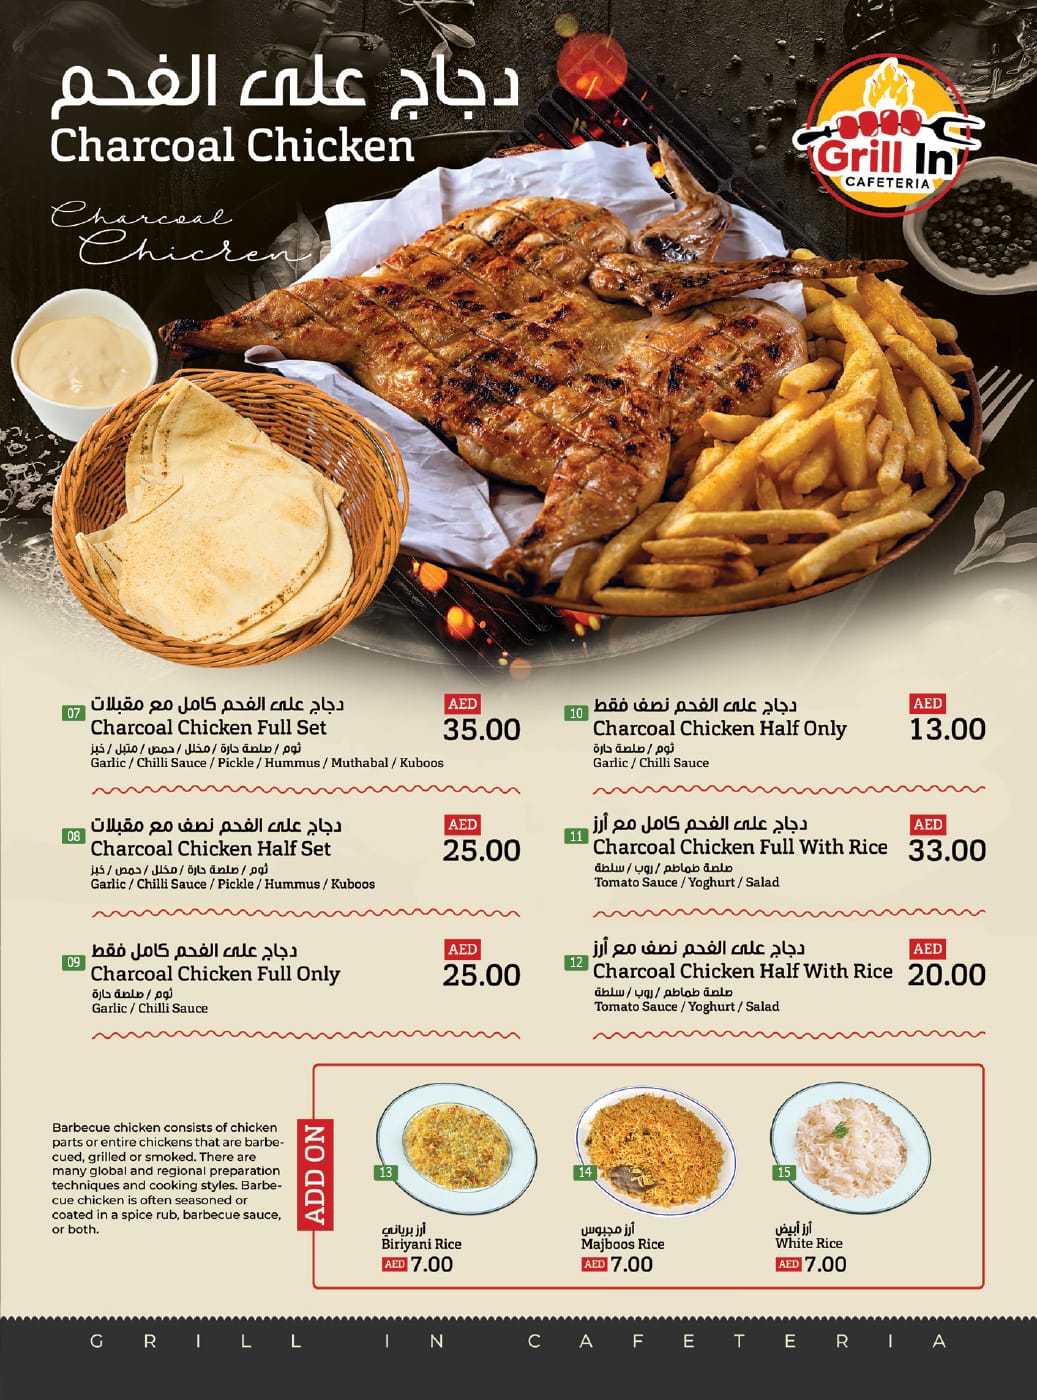 دجاج على الفحم
Charcoal Chicken
Charcoal
Chicren
Grill In
CAFETERIA
07
دجاج على الفحم كامل مع مقبلات
Charcoal Chicken Full Set
ثوم / صلصة حارة / مخلل / حمص / متبل / خبز
Garlic / Chilli Sauce / Pickle / Hummus / Muthabal / Kuboos
AED
35.00
08
دجاج على الفحم نصف مع مقبلات
Charcoal Chicken Half Set
ثوم / صلصة حارة / مخلل / حمص / خبز
Garlic / Chilli Sauce / Pickle / Hummus / Kuboos
AED
25.00
09
دجاج على الفحم كامل فقط
Charcoal Chicken Full Only
ثوم / صلصة حارة
Garlic / Chilli Sauce
AED
25.00
10
دجاج على الفحم نصف فقط
Charcoal Chicken Half Only
ثوم / صلصة حارة
Garlic / Chilli Sauce
AED
13.00
11
دجاج على الفحم كامل مع أرز
Charcoal Chicken Full With Rice
صلصة طماطم / روب / سلطة
Tomato Sauce / Yoghurt / Salad
AED
33.00
12
دجاج على الفحم نصف مع أرز
Charcoal Chicken Half With Rice
صلصة طماطم / روب / سلطة
Tomato Sauce / Yoghurt / Salad
AED
20.00
Barbecue chicken consists of chicken
parts or entire chickens that are barbe-
cued, grilled or smoked. There are
many global and regional preparation
techniques and cooking styles. Barbe-
cue chicken is often seasoned or
coated in a spice rub, barbecue sauce,
or both.
ADD ON
13
أرز برياني
Biriyani Rice
AED 7.00
14
أرز مجبوس
Majboos Rice
AED 7.00
15
أرز أبيض
White Rice
AED 7.00
GRILL IN CAFETERIA